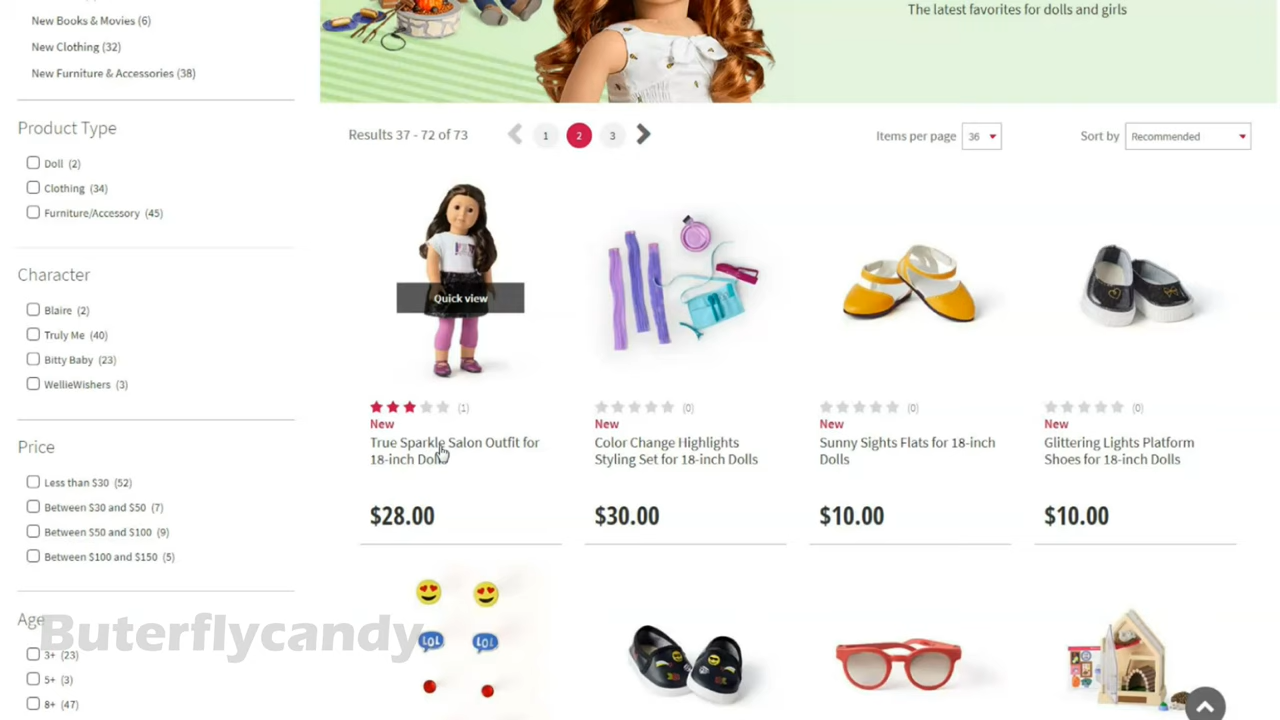 New Books & Movies (6)
New Clothing (32)
New Furniture & Accessories (38)
The latest favorites for dolls and girls
Results 37 - 72 of 73
1
2
3
Items per page
36
Sort by
Recommended
Product Type
Doll (2)
Clothing (34)
Furniture/Accessory (45)
Character
Blaire (2)
Truly Me (40)
Bitty Baby (23)
WellieWishers (3)
Price
Less than $30 (52)
Between $30 and $50 (7)
Between $50 and $100 (9)
Between $100 and $150 (5)
Age
3+ (23)
5+ (3)
8+ (47)
Quick view
(1)
New
True Sparkle Salon Outfit for
18-inch Dolls
$28.00
(0)
New
Color Change Highlights
Styling Set for 18-inch Dolls
$30.00
(0)
New
Sunny Sights Flats for 18-inch
Dolls
$10.00
(0)
New
Glittering Lights Platform
Shoes for 18-inch Dolls
$10.00
LOL
LOL
Buterflycandy